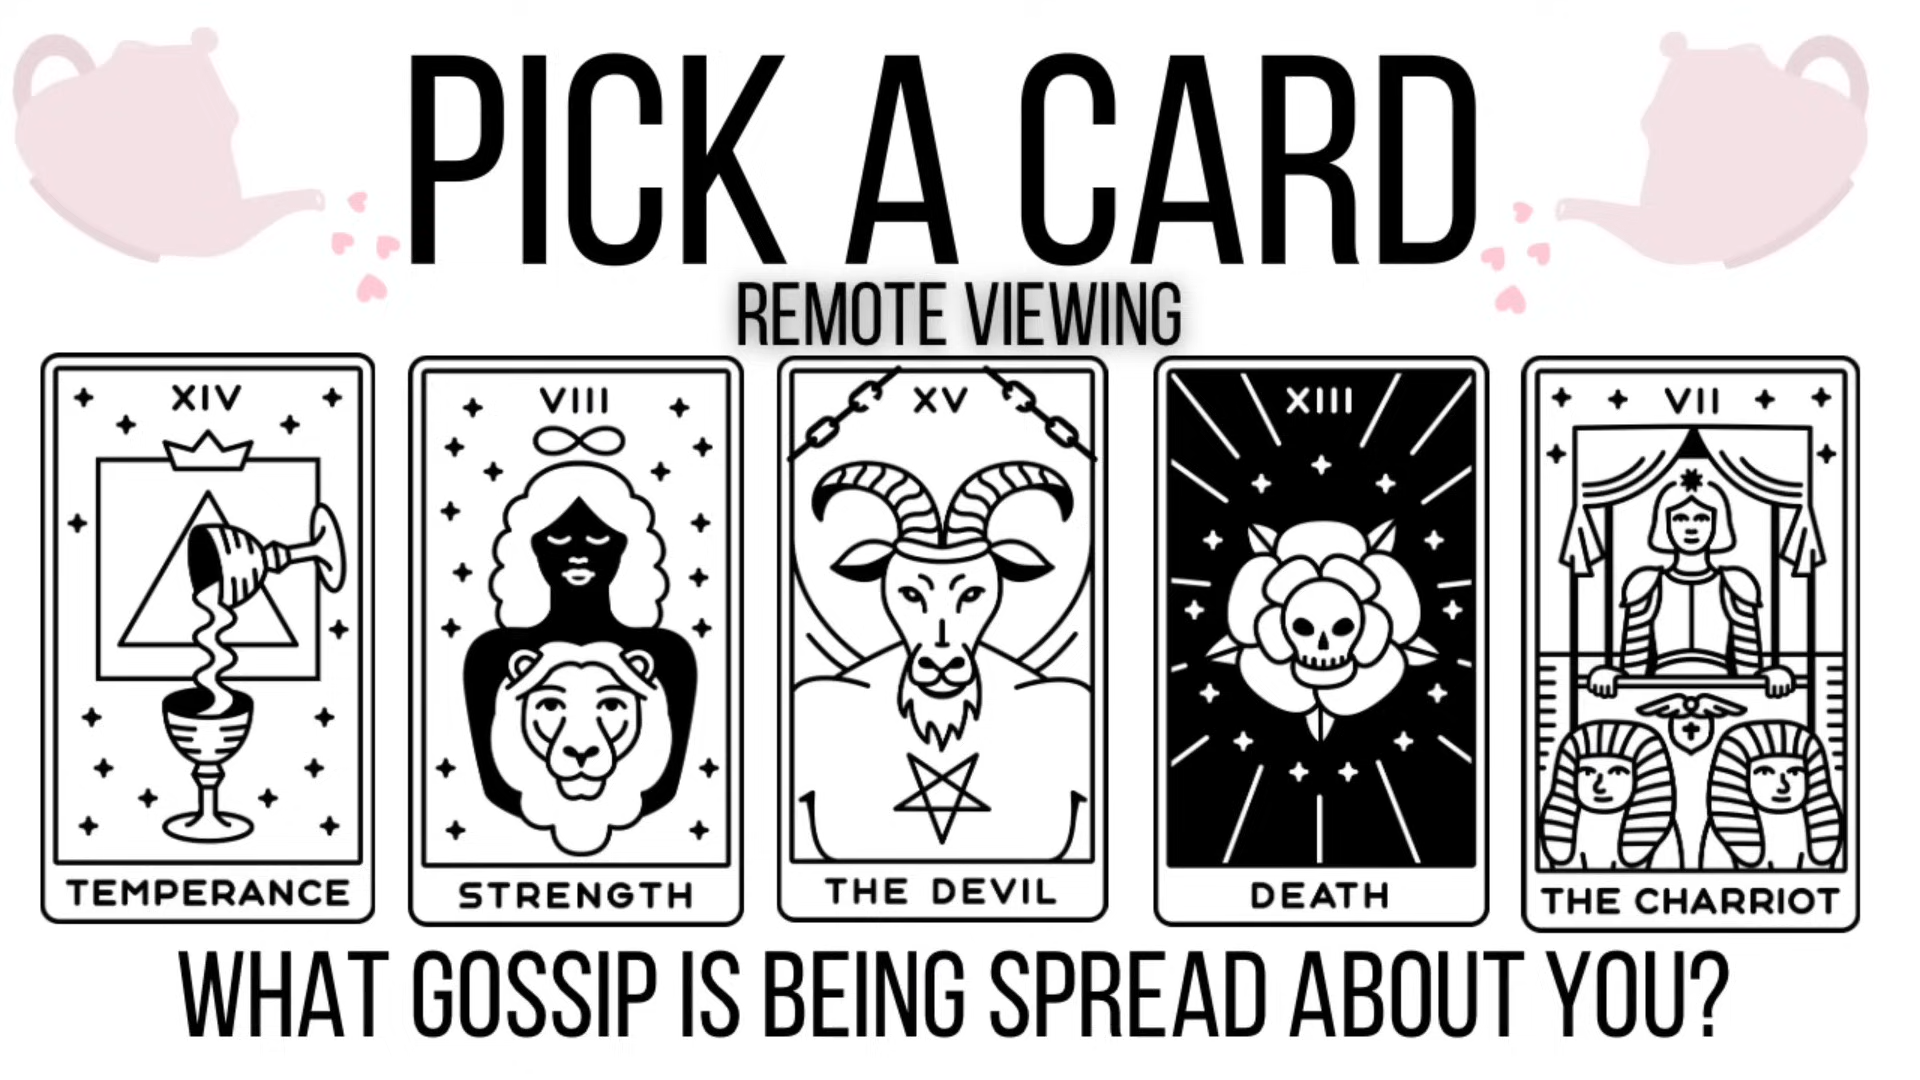 PICK A CARD
REMOTE VIEWING
XIV
VIII
XV
XIII
VII
TEMPERANCE
STRENGTH
THE DEVIL
DEATH
THE CHARRIOT
WHAT GOSSIP IS BEING SPREAD ABOUT YOU?